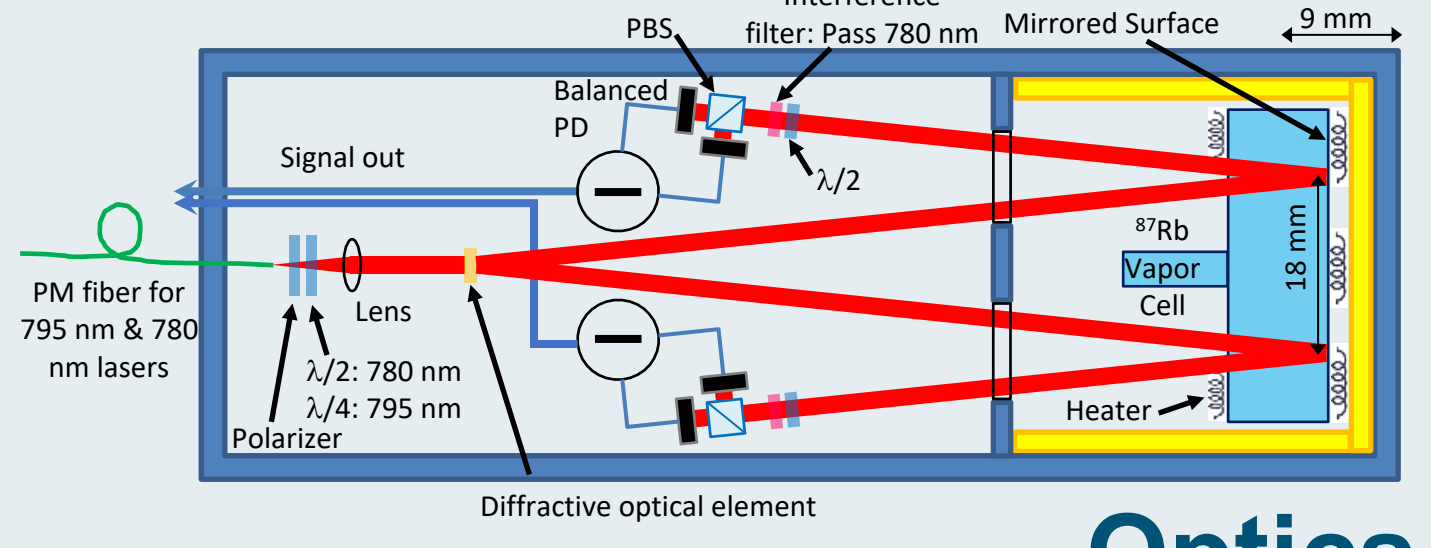 Interference
filter: Pass 780 nm
PBS
Mirrored Surface
9 mm
Balanced
PD
Signal out
λ/2
87Rb
Vapor
Cell
18 mm
PM fiber for
795 nm & 780
nm lasers
Lens
λ/2: 780 nm
λ/4: 795 nm
Polarizer
Heater
Diffractive optical element
Optics